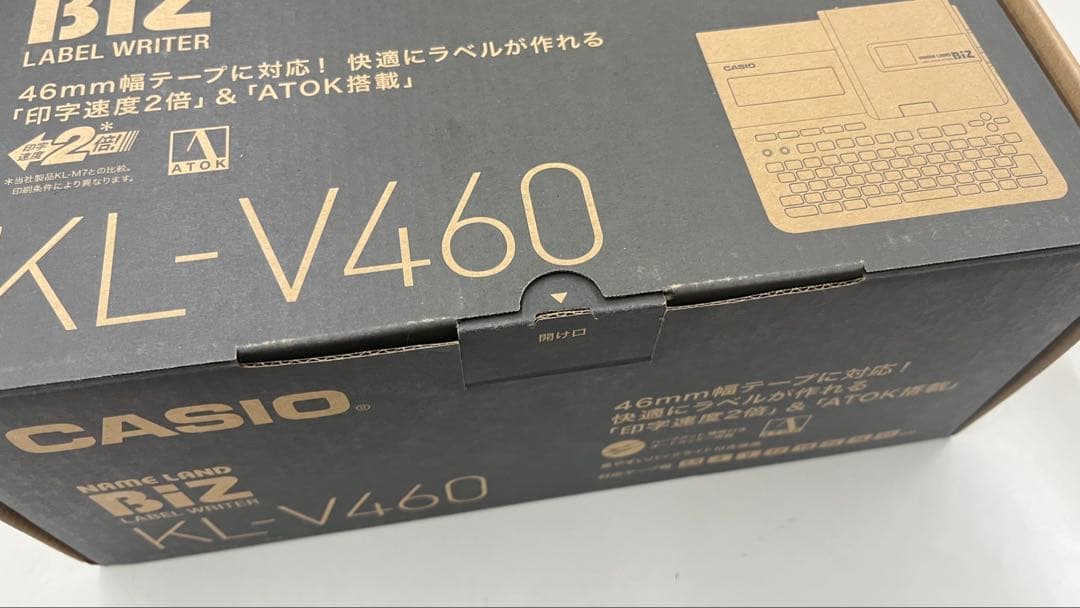 BiZ
LABEL WRITER
46mm幅テープに対応! 快適にラベルが作れる
「印字速度2倍」&「ATOK搭載」
印字速度2倍!*
ATOK
*当社製品KL-M7との比較。
印刷条件により異なります。
KL-V460
CASIO
BiZ
開け口
CASIO®
NAME LAND
BiZ
LABEL WRITER
KL-V460
46mm幅テープに対応!
快適にラベルが作れる
「印字速度2倍」&「ATOK搭載」